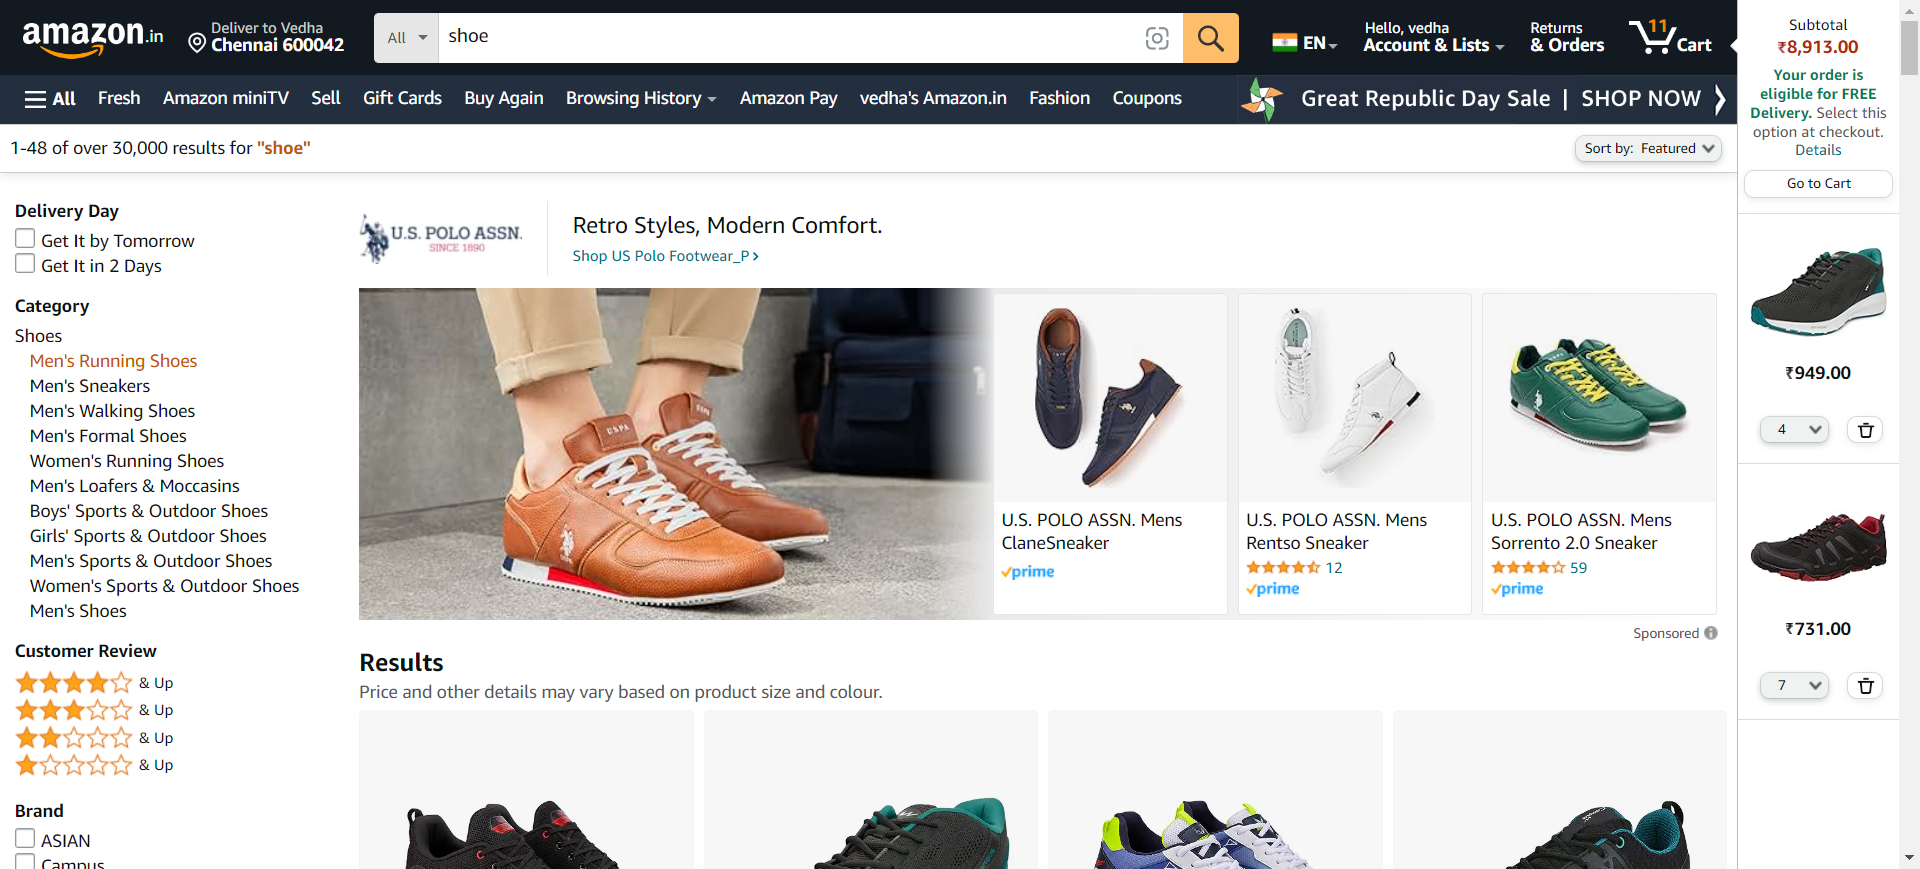 amazon.in
Deliver to Vedha
Chennai 600042
All
shoe
EN
Hello, vedha
Account & Lists
Returns
& Orders
11
Cart
All
Fresh
Amazon miniTV
Sell
Gift Cards
Buy Again
Browsing History
Amazon Pay
vedha's Amazon.in
Fashion
Coupons
Great Republic Day Sale | SHOP NOW
1-48 of over 30,000 results for "shoe"
Sort by: Featured
Delivery Day
Get It by Tomorrow
Get It in 2 Days
Category
Shoes
Men's Running Shoes
Men's Sneakers
Men's Walking Shoes
Men's Formal Shoes
Women's Running Shoes
Men's Loafers & Moccasins
Boys' Sports & Outdoor Shoes
Girls' Sports & Outdoor Shoes
Men's Sports & Outdoor Shoes
Women's Sports & Outdoor Shoes
Men's Shoes
Customer Review
& Up
& Up
& Up
& Up
Brand
ASIAN
Campus
U.S. POLO ASSN.
SINCE 1890
Retro Styles, Modern Comfort.
Shop US Polo Footwear_P
USPA
USPA
U.S. POLO ASSN. Mens
ClaneSneaker
prime
U.S. POLO ASSN. Mens
Rentso Sneaker
12
prime
U.S. POLO ASSN. Mens
Sorrento 2.0 Sneaker
59
prime
Sponsored
Results
Price and other details may vary based on product size and colour.
Subtotal
₹8,913.00
Your order is
eligible for FREE
Delivery. Select this
option at checkout.
Details
Go to Cart
₹949.00
4
₹731.00
7